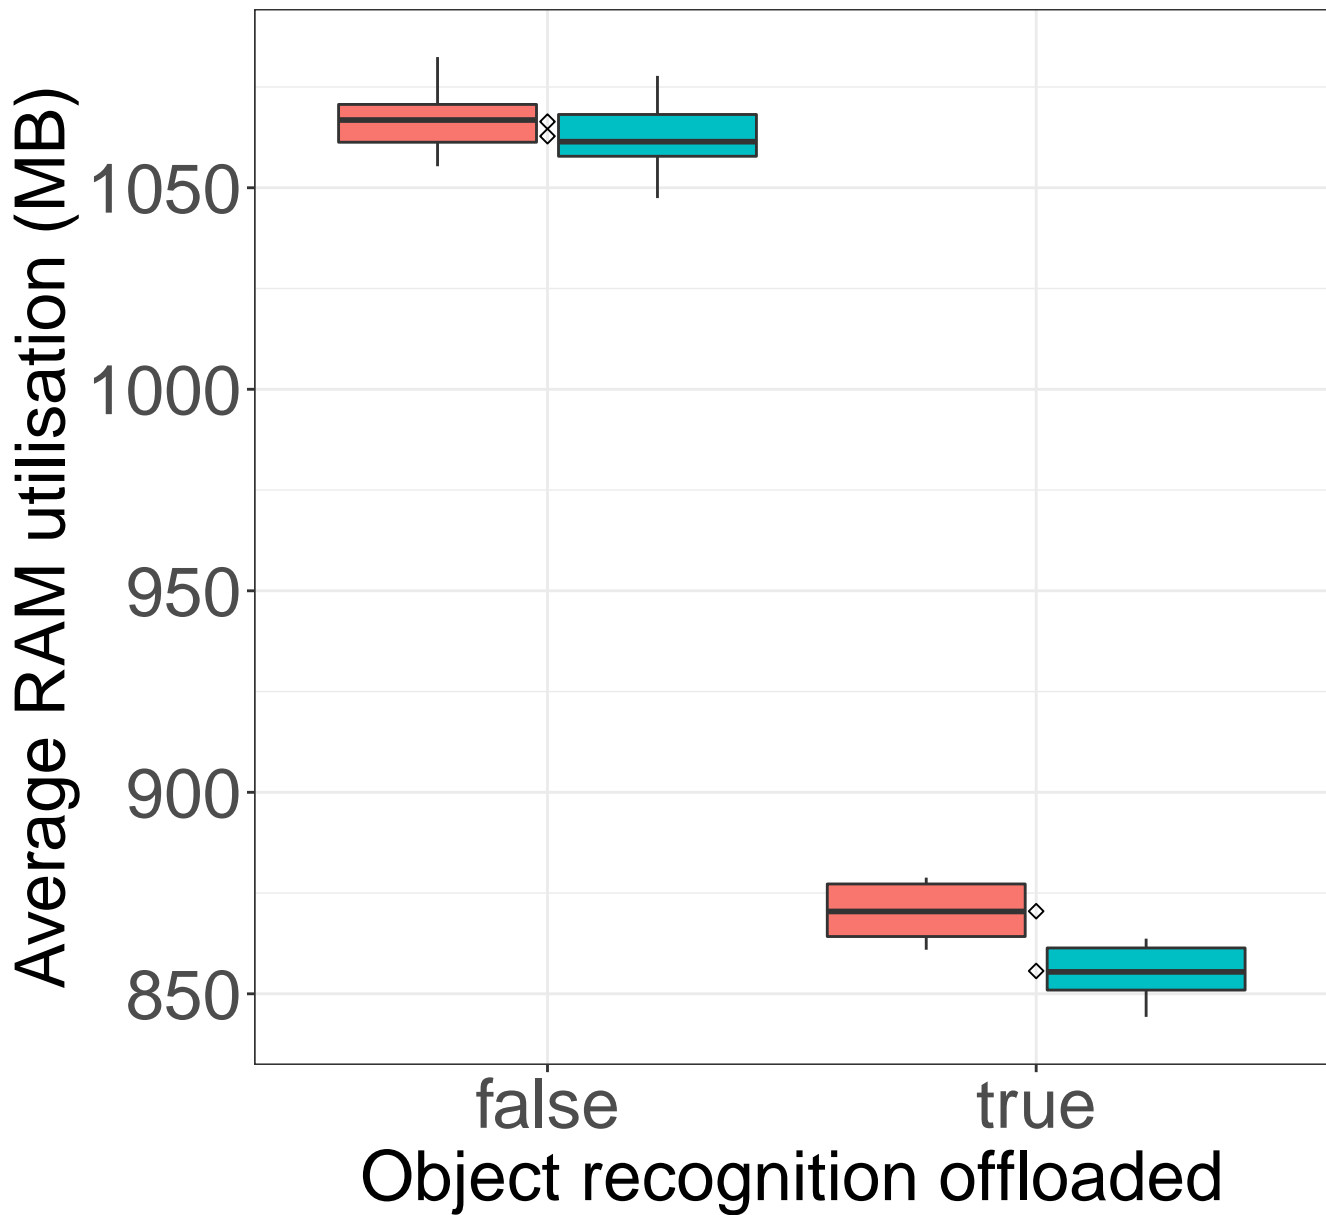 Average RAM utilisation (MB)
1050
1000
950
900
850
false true
Object recognition offloaded